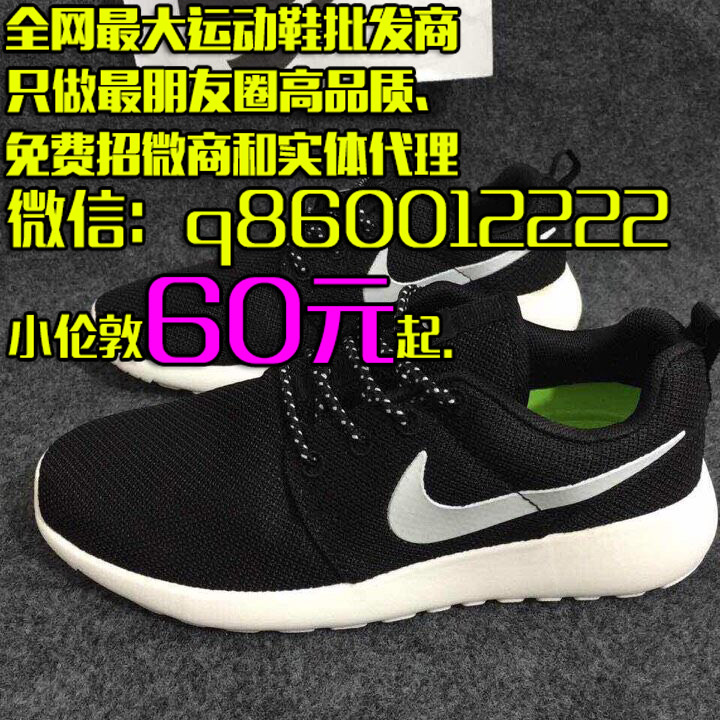 全网最大运动鞋批发商
只做最朋友圈高品质、
免费招微商和实体代理
微信：q860012222
小伦敦60元起.